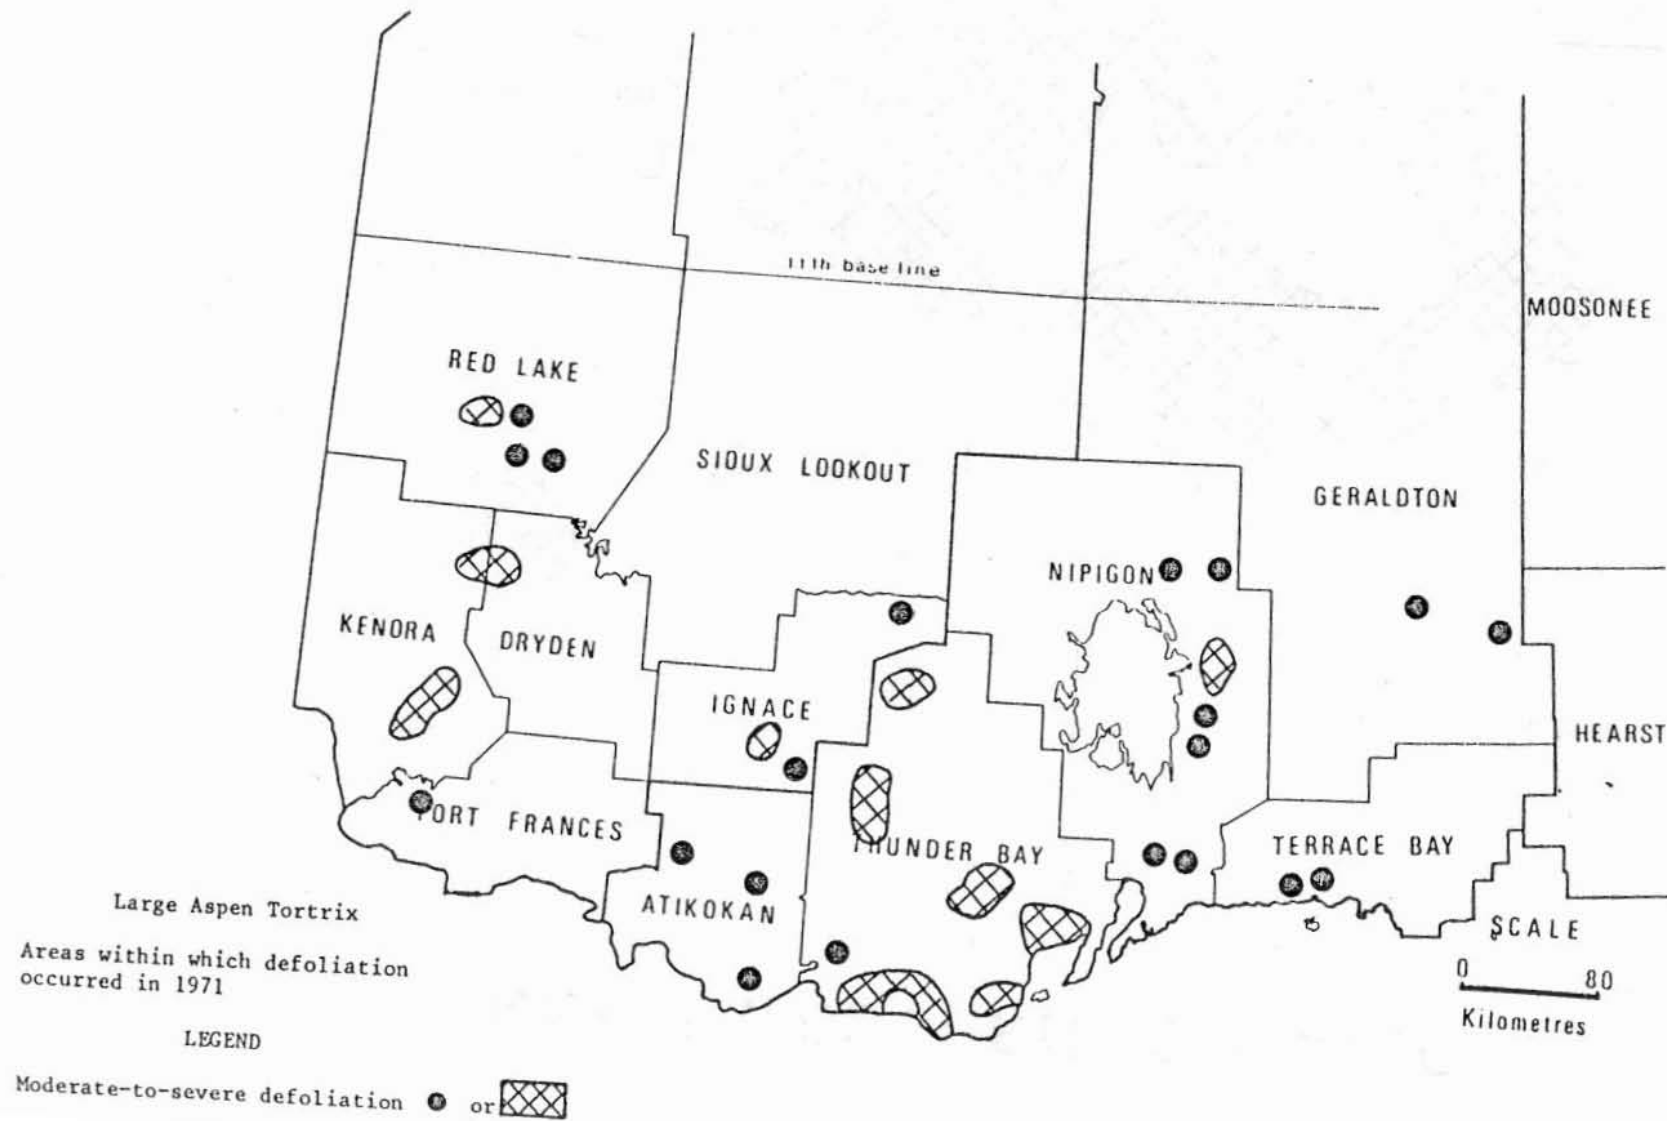 11th base line
MOOSONEE
RED LAKE
SIOUX LOOKOUT
GERALDTON
NIPIGON
KENORA
DRYDEN
IGNACE
HEARST
FORT FRANCES
THUNDER BAY
TERRACE BAY
ATIKOKAN
SCALE
0 80
Kilometres
Large Aspen Tortrix
Areas within which defoliation
occurred in 1971
LEGEND
Moderate-to-severe defoliation or